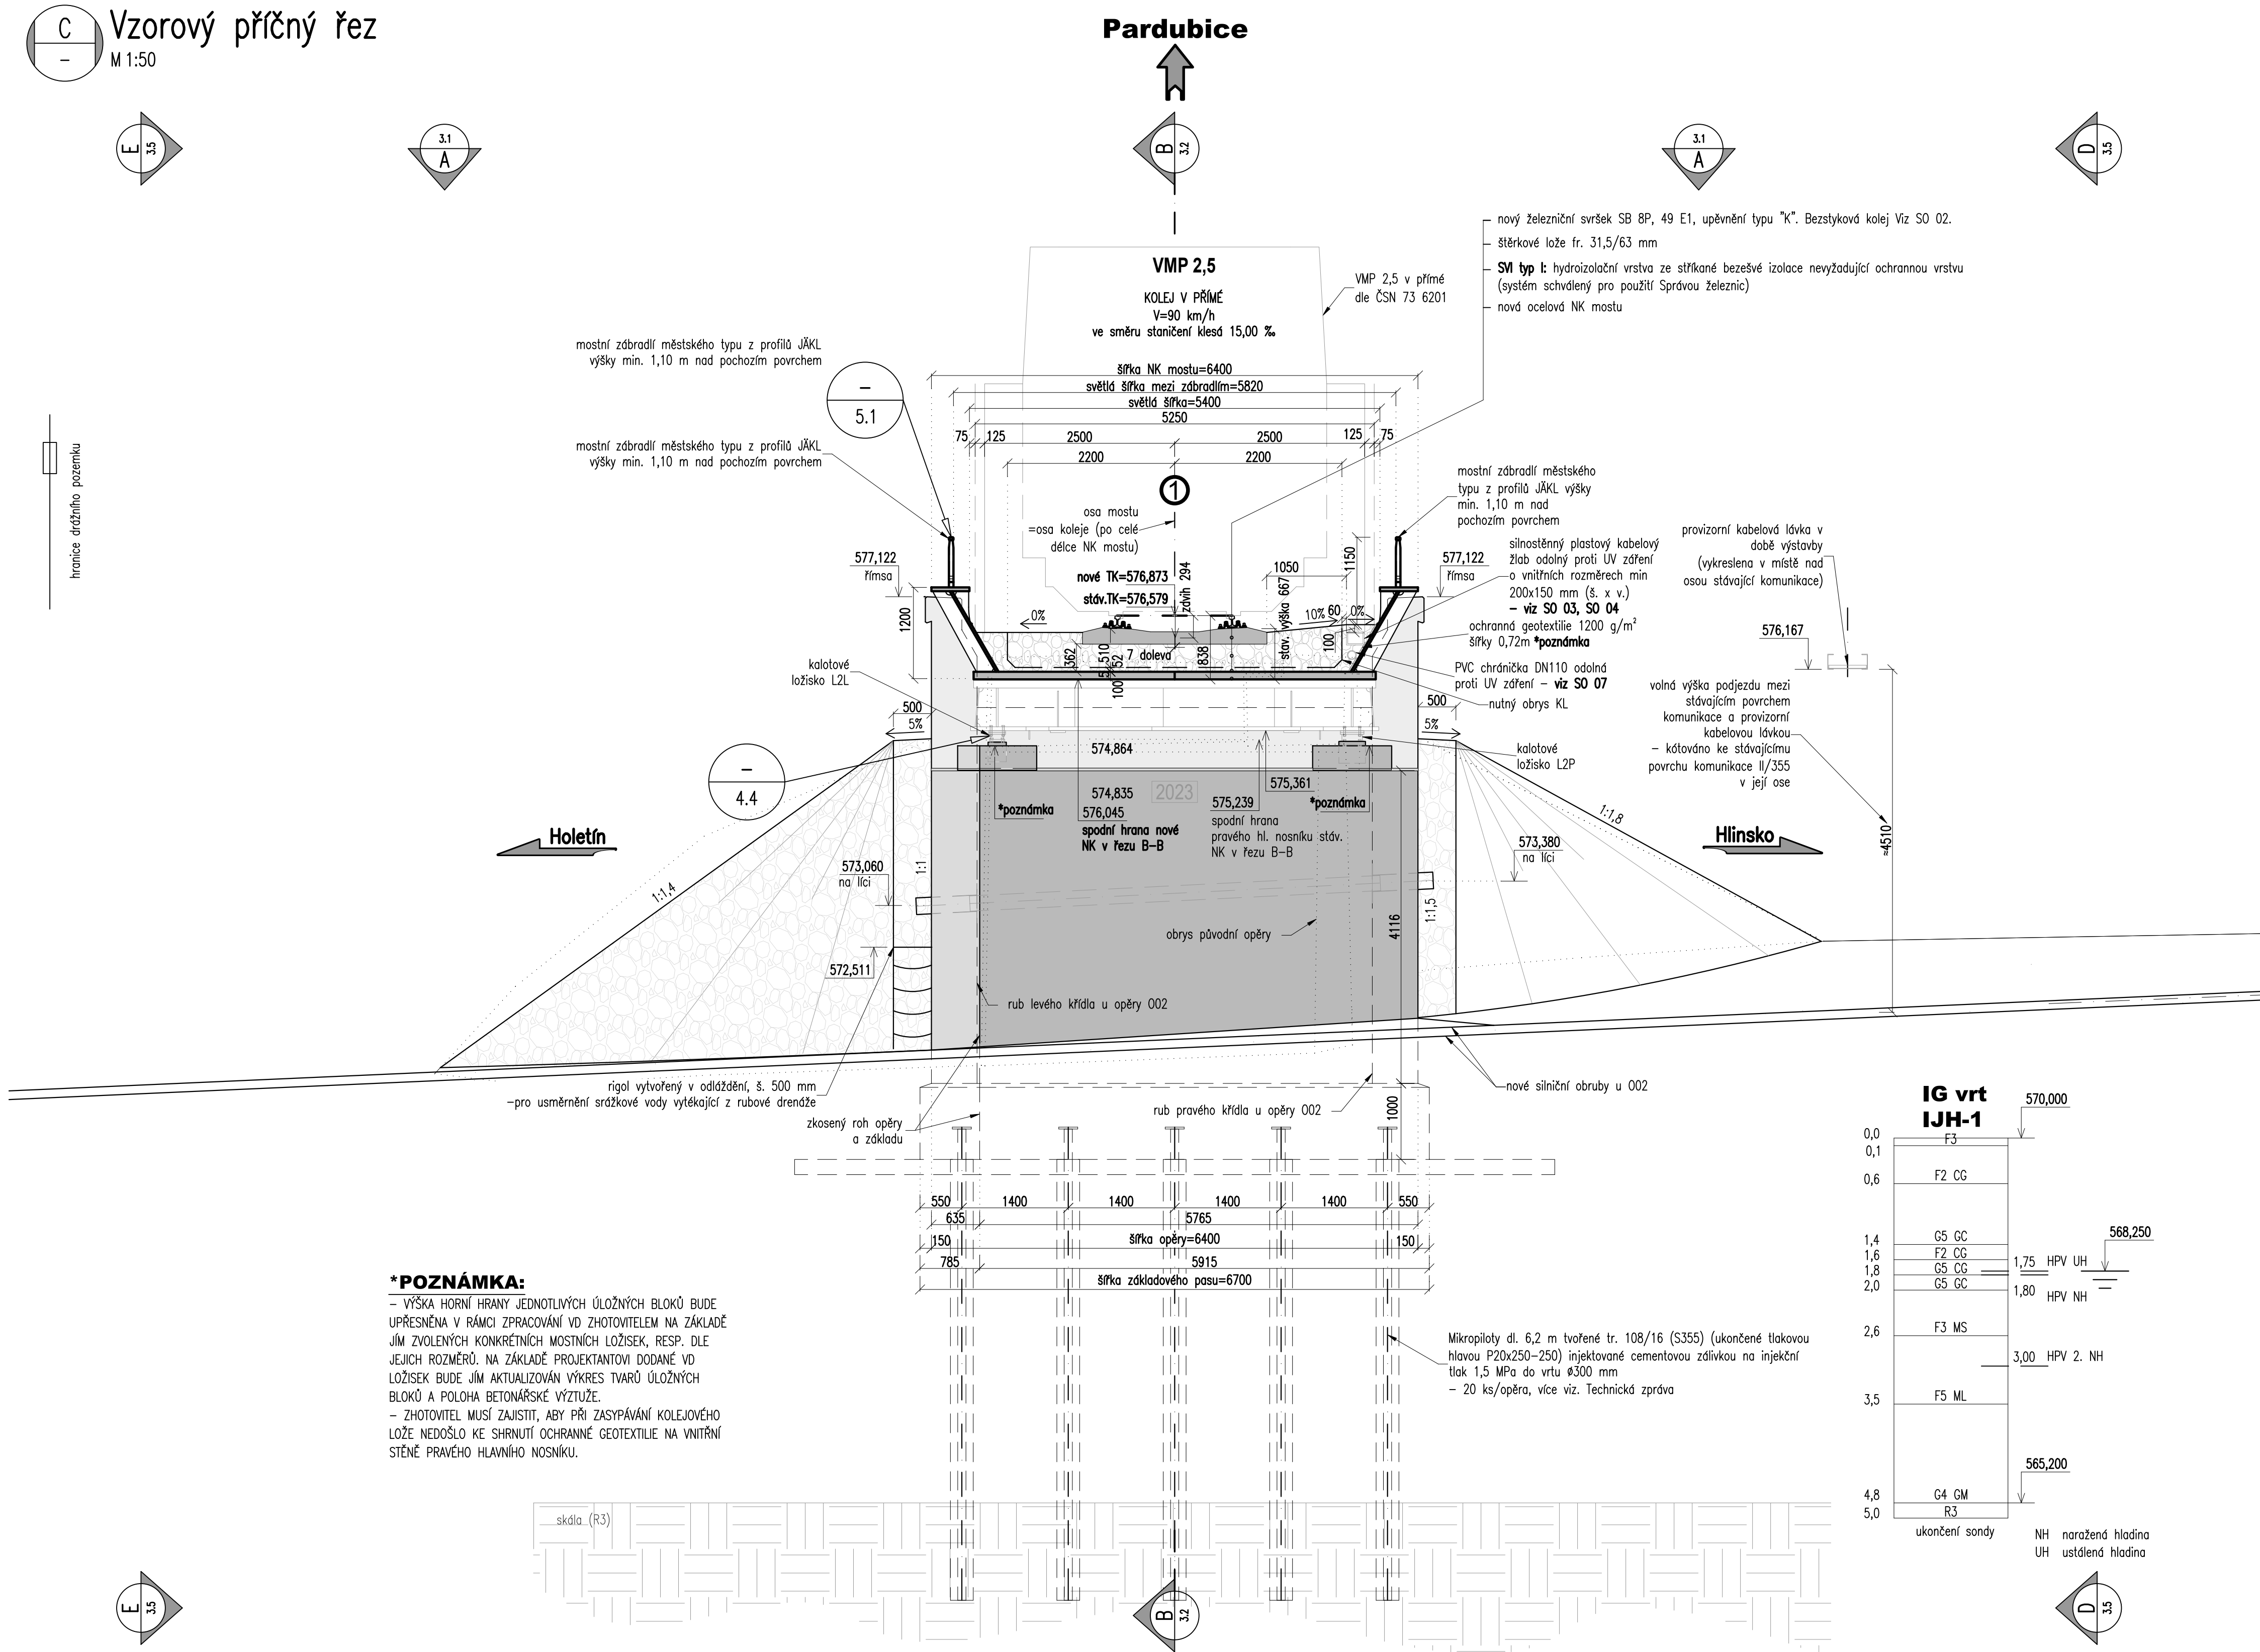 C
–
Vzorový příčný řez
M 1:50
Pardubice
E
3.5
3.1
A
B
3.2
3.1
A
D
3.5
nový železniční svršek SB 8P, 49 E1, upěvnění typu "K". Bezstyková kolej Viz SO 02.
štěrkové lože fr. 31,5/63 mm
SVI typ I: hydroizolační vrstva ze stříkané bezešvé izolace nevyžadující ochrannou vrstvu
(systém schválený pro použití Správou železnic)
nová ocelová NK mostu
VMP 2,5
KOLEJ V PŘÍMÉ
V=90 km/h
ve směru staničení klesá 15,00 ‰
VMP 2,5 v přímé
dle ČSN 73 6201
mostní zábradlí městského typu z profilů JÄKL
výšky min. 1,10 m nad pochozím povrchem
–
5.1
mostní zábradlí městského typu z profilů JÄKL
výšky min. 1,10 m nad pochozím povrchem
hranice drážního pozemku
šířka NK mostu=6400
světlá šířka mezi zábradlím=5820
světlá šířka=5400
5250
75
125
2500
2500
125
75
2200
2200
1
osa mostu
=osa koleje (po celé
délce NK mostu)
mostní zábradlí městského
typu z profilů JÄKL výšky
min. 1,10 m nad
pochozím povrchem
silnostěnný plastový kabelový
žlab odolný proti UV záření
o vnitřních rozměrech min
200x150 mm (š. x v.)
– viz SO 03, SO 04
ochranná geotextilie 1200 g/m²
šířky 0,72m *poznámka
PVC chránička DN110 odolná
proti UV záření – viz SO 07
nutný obrys KL
provizorní kabelová lávka v
době výstavby
(vykreslena v místě nad
osou stávající komunikace)
576,167
volná výška podjezdu mezi
stávajícím povrchem
komunikace a provizorní
kabelovou lávkou
– kótováno ke stávajícímu
povrchu komunikace II/355
v její ose
≈4510
577,122
římsa
577,122
římsa
nové TK=576,873
stáv.TK=576,579
zdvih 294
1050
1150
stav. výška 667
0%
10%
60
0%
100
1200
362
510
52
5
100
7 doleva
838
kalotové
ložisko L2L
500
5%
500
5%
kalotové
ložisko L2P
–
4.4
574,864
574,835
576,045
spodní hrana nové
NK v řezu B–B
2023
575,361
575,239
spodní hrana
pravého hl. nosníku stáv.
NK v řezu B–B
*poznámka
*poznámka
Holetín
Hlinsko
1:1,4
1:1
1:1,8
1:1,5
573,060
na líci
573,380
na líci
572,511
4116
obrys původní opěry
rub levého křídla u opěry O02
rigol vytvořený v odláždění, š. 500 mm
–pro usměrnění srážkové vody vytékající z rubové drenáže
zkosený roh opěry
a základu
rub pravého křídla u opěry O02
1000
nové silniční obruby u O02
550
1400
1400
1400
1400
550
635
5765
150
šířka opěry=6400
150
785
5915
šířka základového pasu=6700
*POZNÁMKA:
– VÝŠKA HORNÍ HRANY JEDNOTLIVÝCH ÚLOŽNÝCH BLOKŮ BUDE
UPŘESNĚNA V RÁMCI ZPRACOVÁNÍ VD ZHOTOVITELEM NA ZÁKLADĚ
JÍM ZVOLENÝCH KONKRÉTNÍCH MOSTNÍCH LOŽISEK, RESP. DLE
JEJICH ROZMĚRŮ. NA ZÁKLADĚ PROJEKTANTOVI DODANÉ VD
LOŽISEK BUDE JÍM AKTUALIZOVÁN VÝKRES TVARŮ ÚLOŽNÝCH
BLOKŮ A POLOHA BETONÁŘSKÉ VÝZTUŽE.
– ZHOTOVITEL MUSÍ ZAJISTIT, ABY PŘI ZASYPÁVÁNÍ KOLEJOVÉHO
LOŽE NEDOŠLO KE SHRNUTÍ OCHRANNÉ GEOTEXTILIE NA VNITŘNÍ
STĚNĚ PRAVÉHO HLAVNÍHO NOSNÍKU.
Mikropiloty dl. 6,2 m tvořené tr. 108/16 (S355) (ukončené tlakovou
hlavou P20x250–250) injektované cementovou zálivkou na injekční
tlak 1,5 MPa do vrtu ø300 mm
– 20 ks/opěra, více viz. Technická zpráva
skála (R3)
IG vrt
IJH-1
570,000
0,0
F3
0,1
0,6
F2 CG
1,4
G5 GC
1,6
F2 CG
1,8
G5 CG
2,0
G5 GC
1,75 HPV UH
568,250
1,80
HPV NH
2,6
F3 MS
3,00 HPV 2. NH
3,5
F5 ML
565,200
4,8
G4 GM
5,0
R3
ukončení sondy
NH naražená hladina
UH ustálená hladina
E
3.5
B
3.2
D
3.5